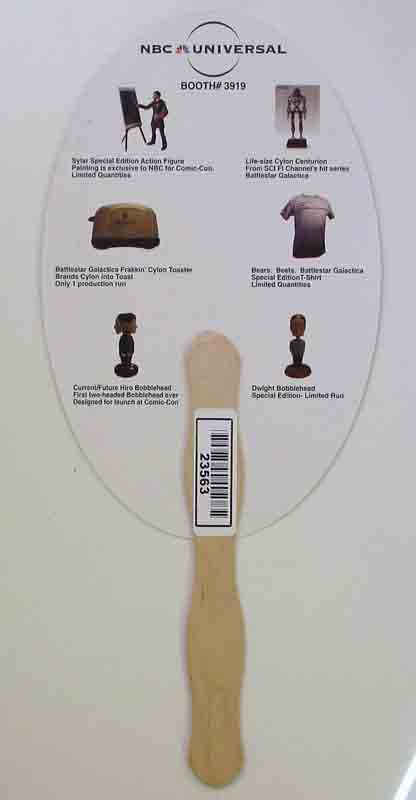 NBC UNIVERSAL
BOOTH# 3919
Sylar Special Edition Action Figure
Painting is exclusive to NBC for Comic-Con.
Limited Quantities
Life-size Cylon Centurion
From SCI FI Channel's hit series
Battlestar Galactica
Battlestar Galactica Frakkin' Cylon Toaster
Brands Cylon into Toast
Only 1 production run
Bears. Beets. Battlestar Galactica
Special EditionT-Shirt
Limited Quantities
Current/Future Hiro Bobblehead
First two-headed Bobblehead ever
Designed for launch at Comic-Con
Dwight Bobblehead
Special Edition- Limited Run
23563